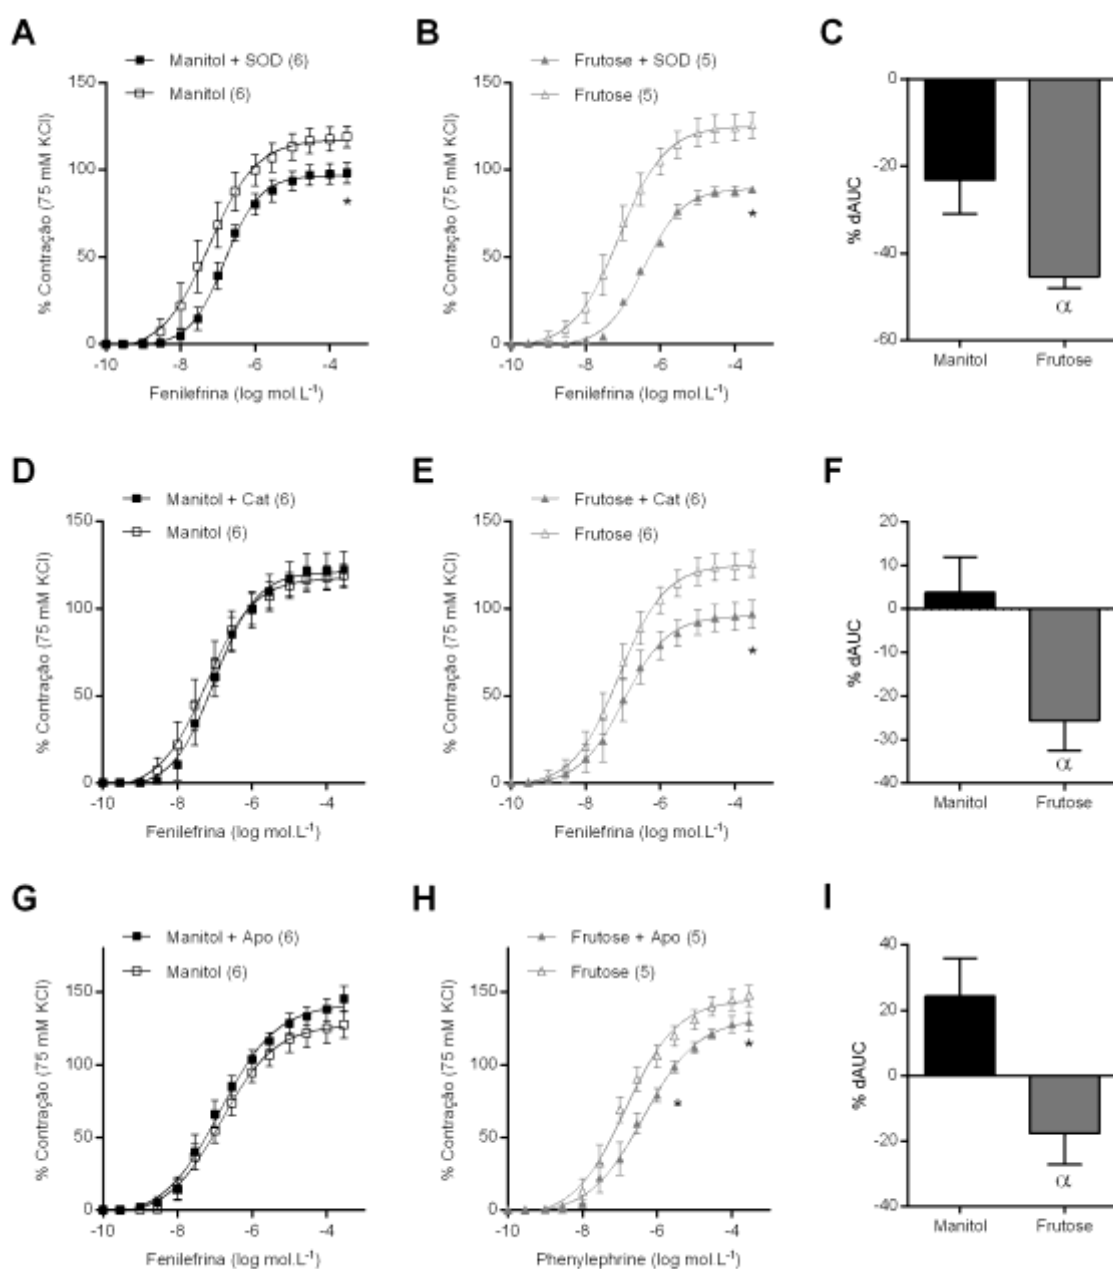 A
Manitol + SOD (6)
Manitol (6)
% Contração (75 mM KCl)
150
100
50
0
-10
-8
-6
-4
Fenilefrina (log mol.L⁻¹)
*
B
Frutose + SOD (5)
Frutose (5)
% Contração (75 mM KCl)
150
100
50
0
-10
-8
-6
-4
Fenilefrina (log mol.L⁻¹)
*
C
% dAUC
0
-20
-40
-60
α
Manitol
Frutose
D
Manitol + Cat (6)
Manitol (6)
% Contração (75 mM KCl)
150
100
50
0
-10
-8
-6
-4
Fenilefrina (log mol.L⁻¹)
E
Frutose + Cat (6)
Frutose (6)
% Contração (75 mM KCl)
150
100
50
0
-10
-8
-6
-4
Fenilefrina (log mol.L⁻¹)
*
F
% dAUC
20
10
0
-10
-20
-30
-40
α
Manitol
Frutose
G
Manitol + Apo (6)
Manitol (6)
% Contração (75 mM KCl)
150
100
50
0
-10
-8
-6
-4
Fenilefrina (log mol.L⁻¹)
H
Frutose + Apo (5)
Frutose (5)
% Contração (75 mM KCl)
150
100
50
0
-10
-8
-6
-4
Phenylephrine (log mol.L⁻¹)
*
*
I
% dAUC
40
20
0
-20
-40
α
Manitol
Frutose